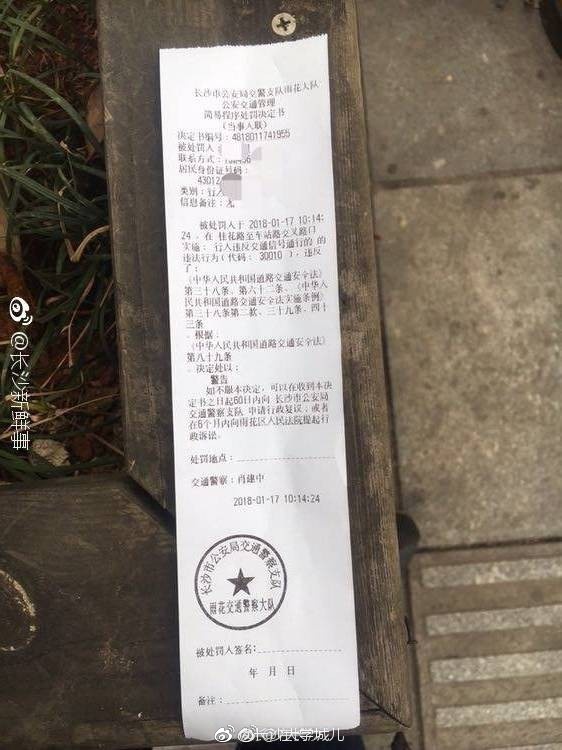 长沙市公安局交警支队雨花大队
公安交通管理
简易程序处罚决定书
(当事人联)
决定书编号：4818011741955
被处罚人：
联系方式：
居民身份证号码：
43012
类别：行人
信息备注：无
被处罚人于 2018-01-17 10:14:
24 ，在 桂花路至车站路交叉路口
实施：行人违反交通信号通行的 的
违法行为(代码： 30010 )，违反
了：
《中华人民共和国道路交通安全法》
第三十八条、第六十二条、《中华人
民共和国道路交通安全法实施条例》
第三十八条第二款、三十九条、四十
三条
。根据：
《中华人民共和国道路交通安全法》
第八十九条
。决定处以：
警告
如不服本决定，可以在收到本决
定书之日起60日内向 长沙市公安局
交通警察支队 申请行政复议，或者
在6个月内向雨花区人民法院提起行
政诉讼。
处罚地点：
交通警察：肖建中
2018-01-17 10:14:24
长沙市公安局交通警察支队
雨花交通警察大队
被处罚人签名：
年 月 日
备注：
@长沙新鲜事